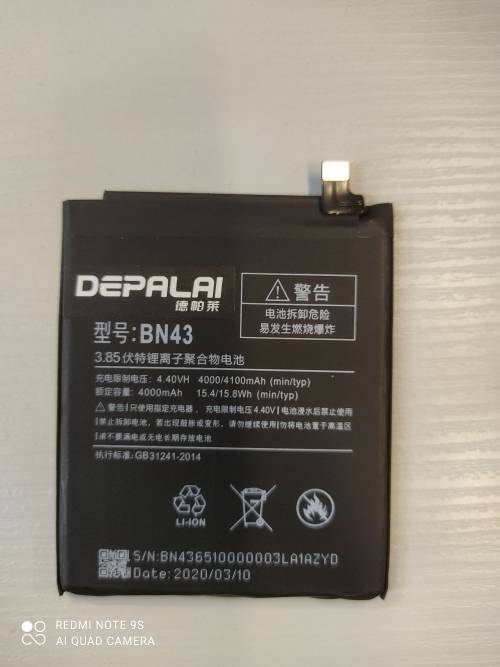 DEPALAI
德帕莱
型号:BN43
3.85伏特锂离子聚合物电池
充电限制电压: 4.40VH 4000/4100mAh (min/typ)
额定容量: 4000mAh 15.4/15.8Wh (min/typ)
⚠警告|只使用指定充电器, 充电限制电压4.40V|电池浸水后禁止使用
|禁止拆卸电池, 若出现鼓胀或变形, 请勿继续使用|勿将电池置于高温区
|请不要满电或无电长期存放电池
执行标准: GB31241-2014
警告
电池拆卸危险
易发生燃烧爆炸
LI-ION
S/N:BN436510000003LA1AZYD
Date: 2020/03/10
REDMI NOTE 9S
AI QUAD CAMERA